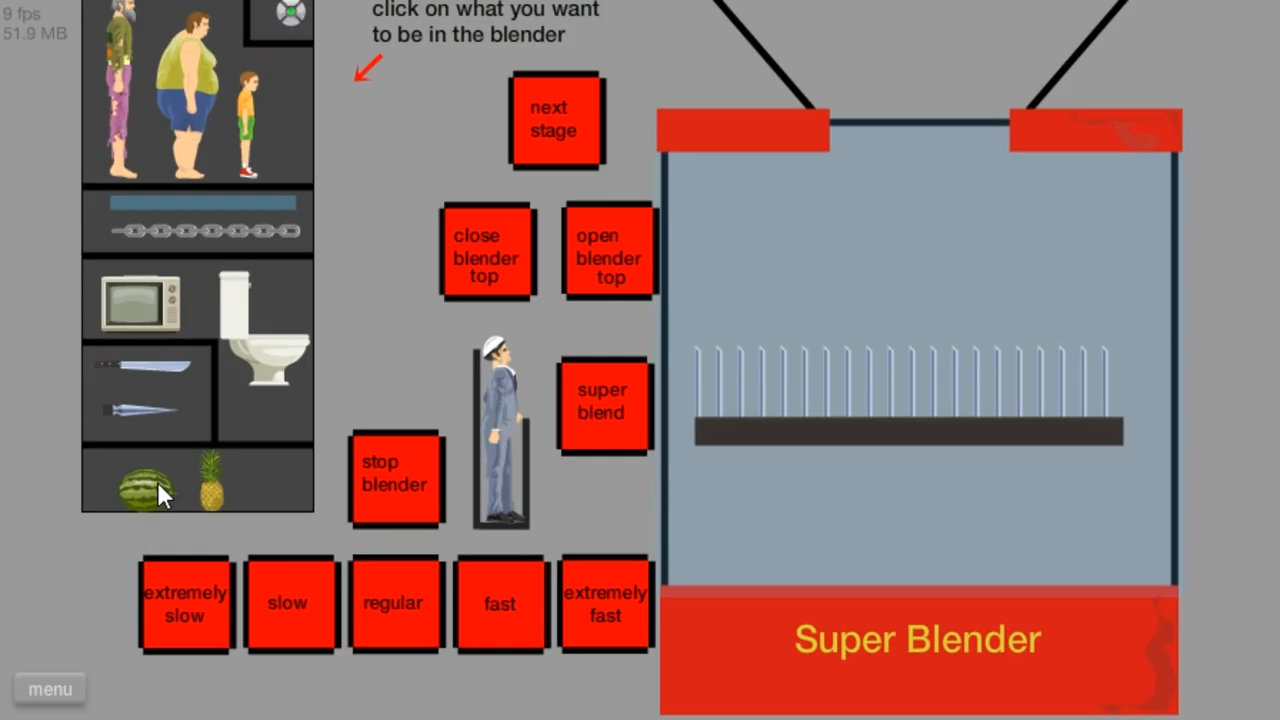 9 fps
51.9 MB
click on what you want
to be in the blender
next
stage
close
blender
top
open
blender
top
super
blend
stop
blender
extremely
slow
slow
regular
fast
extremely
fast
Super Blender
menu